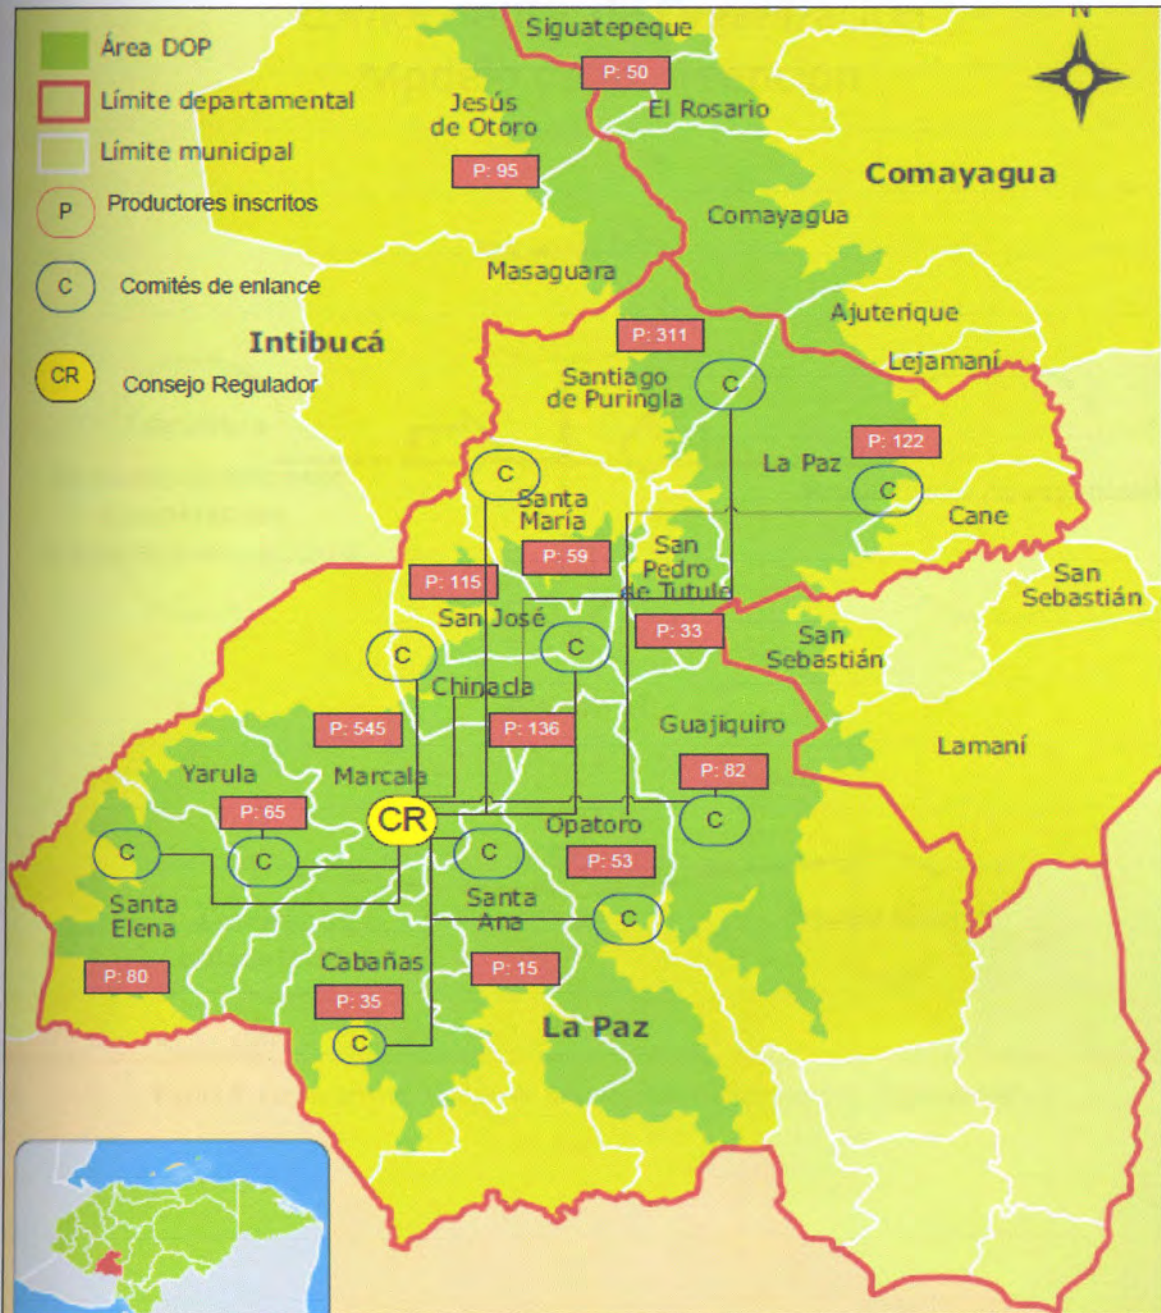 Área DOP
Límite departamental
Límite municipal
P
Productores inscritos
C
Comités de enlance
CR
Consejo Regulador
N
Siguatepeque
P: 50
El Rosario
Jesús
de Otoro
P: 95
Comayagua
Comayagua
Masaguara
Intibucá
Ajuterique
Lejamaní
P: 311
Santiago
de Puringla
C
P: 122
La Paz
C
Cane
C
Santa
María
P: 59
San
Pedro
de Tutule
P: 33
P: 115
San José
C
C
Chinacla
San
Sebastián
San
Sebastián
P: 545
P: 136
Guajiquiro
P: 82
C
Lamaní
Yarula
P: 65
C
Marcala
CR
Opatoro
P: 53
C
C
Santa
Elena
P: 80
C
Santa
Ana
P: 15
Cabañas
P: 35
C
La Paz